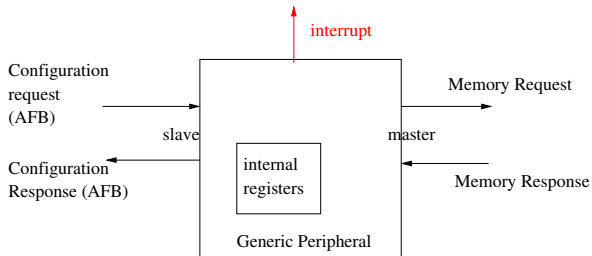 interrupt
Configuration
request
(AFB)
Memory Request
slave
master
Configuration
Response (AFB)
internal
registers
Memory Response
Generic Peripheral